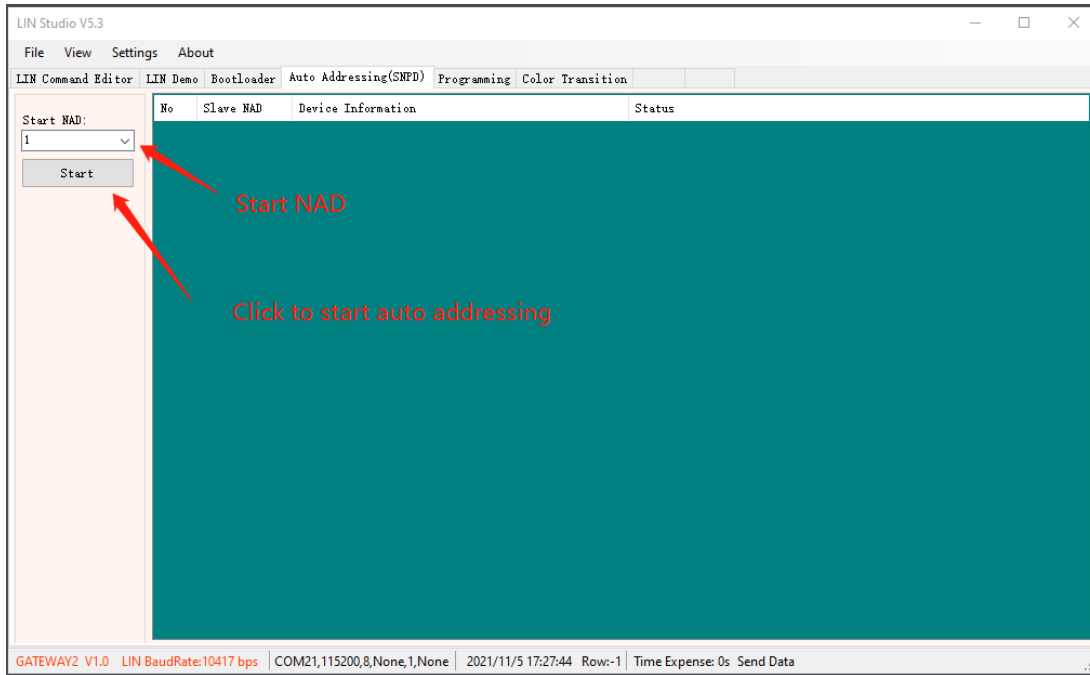 LIN Studio V5.3
File View Settings About
LIN Command Editor LIN Demo Bootloader Auto Addressing(SNPD) Programming Color Transition
No Slave NAD Device Information Status
Start NAD:
1
Start
Start NAD
Click to start auto addressing
GATEWAY2 V1.0 LIN BaudRate:10417 bps COM21,115200,8,None,1,None 2021/11/5 17:27:44 Row:-1 Time Expense: 0s Send Data